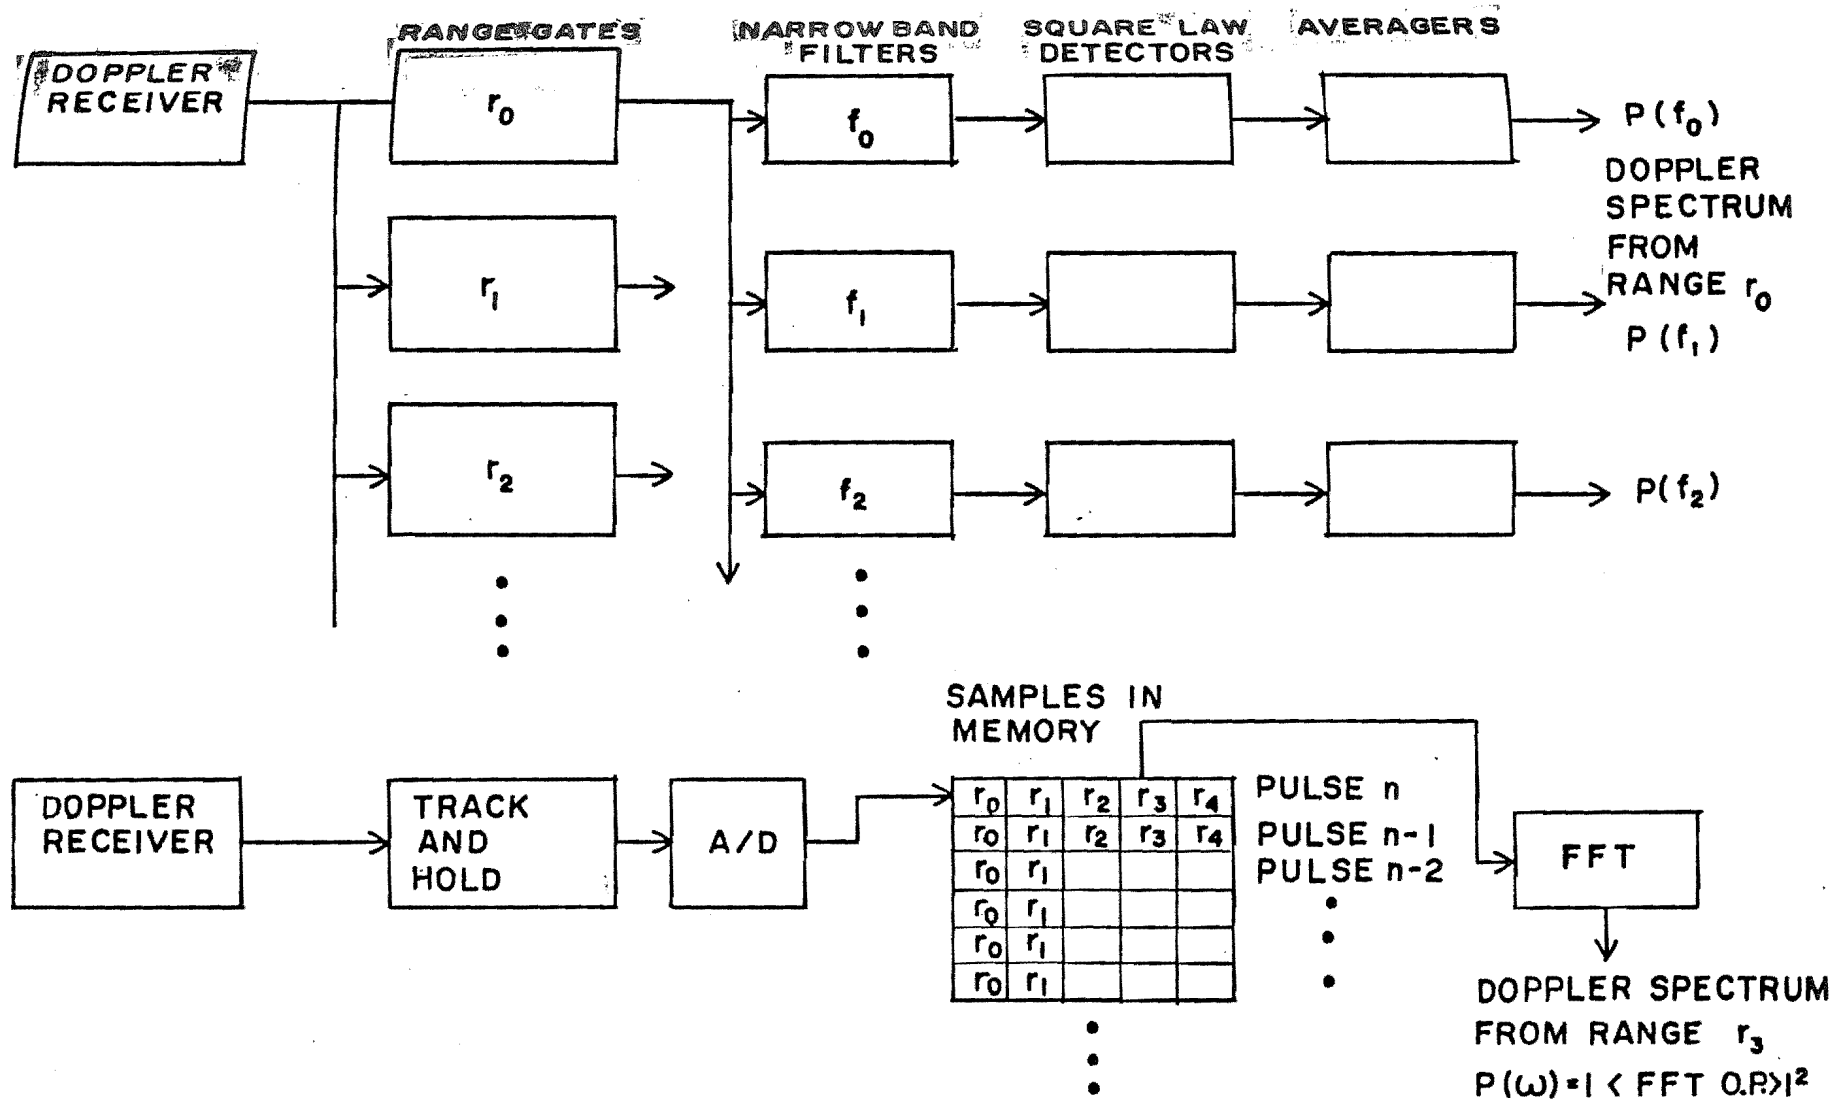 DOPPLER
RECEIVER
RANGE GATES
NARROW BAND
FILTERS
SQUARE LAW
DETECTORS
AVERAGERS
r₀
f₀
P(f₀)
DOPPLER
SPECTRUM
FROM
RANGE r₀
r₁
f₁
P(f₁)
r₂
f₂
P(f₂)
SAMPLES IN
MEMORY
DOPPLER
RECEIVER
TRACK
AND
HOLD
A/D
r₀ r₁ r₂ r₃ r₄ PULSE n
r₀ r₁ r₂ r₃ r₄ PULSE n-1
r₀ r₁ PULSE n-2
r₀ r₁
r₀ r₁
r₀ r₁
FFT
DOPPLER SPECTRUM
FROM RANGE r₃
P(ω)=|<FFT O.P.>|²